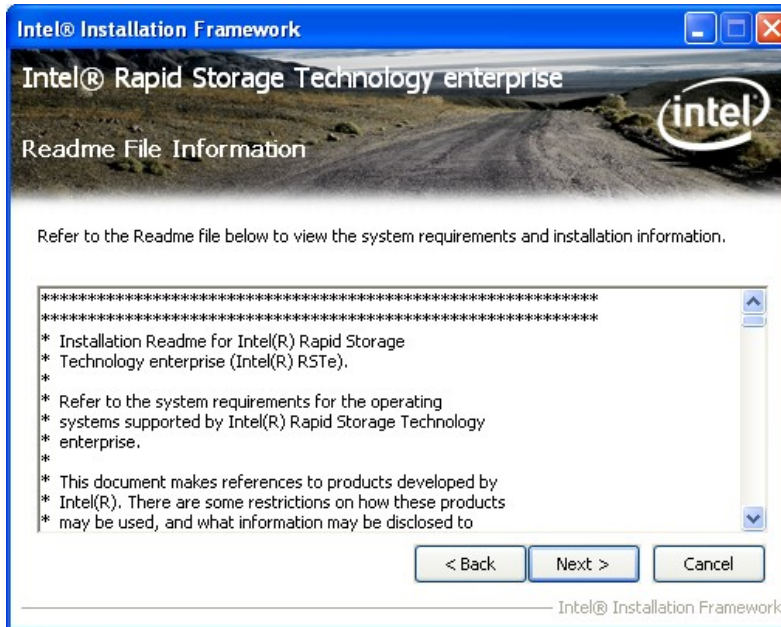 Intel® Installation Framework
Intel® Rapid Storage Technology enterprise
intel
Readme File Information
Refer to the Readme file below to view the system requirements and installation information.
************************************************************
************************************************************
* Installation Readme for Intel(R) Rapid Storage
* Technology enterprise (Intel(R) RSTe).
*
* Refer to the system requirements for the operating
* systems supported by Intel(R) Rapid Storage Technology
* enterprise.
*
* This document makes references to products developed by
* Intel(R). There are some restrictions on how these products
* may be used, and what information may be disclosed to
< Back Next > Cancel
Intel® Installation Framework